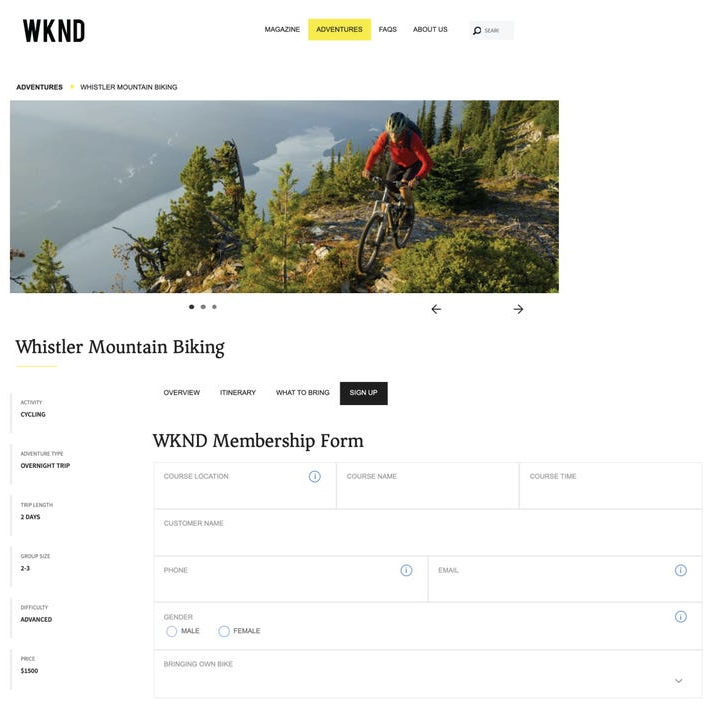 WKND
MAGAZINE ADVENTURES FAQS ABOUT US
ADVENTURES WHISTLER MOUNTAIN BIKING
Whistler Mountain Biking
OVERVIEW ITINERARY WHAT TO BRING SIGN UP
ACTIVITY
CYCLING
ADVENTURE TYPE
OVERNIGHT TRIP
TRIP LENGTH
2 DAYS
GROUP SIZE
2-3
DIFFICULTY
ADVANCED
PRICE
$1500
WKND Membership Form
COURSE LOCATION COURSE NAME COURSE TIME
CUSTOMER NAME
PHONE EMAIL
GENDER
MALE FEMALE
BRINGING OWN BIKE